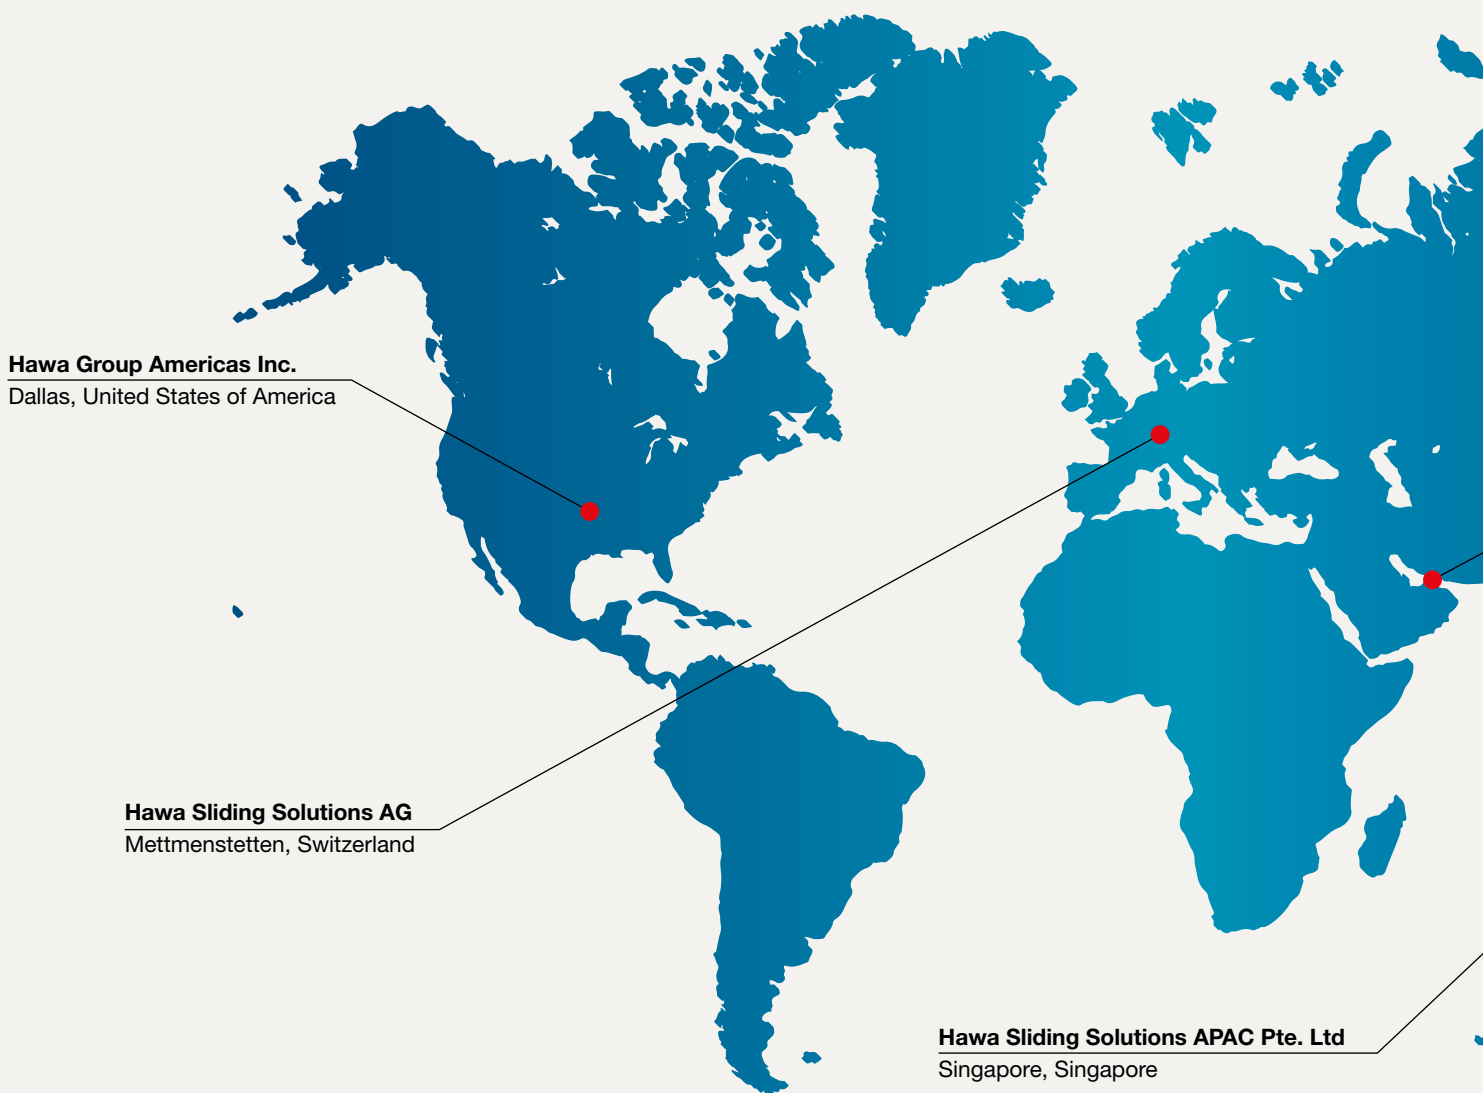 Hawa Group Americas Inc.
Dallas, United States of America
Hawa Sliding Solutions AG
Mettmenstetten, Switzerland
Hawa Sliding Solutions APAC Pte. Ltd
Singapore, Singapore